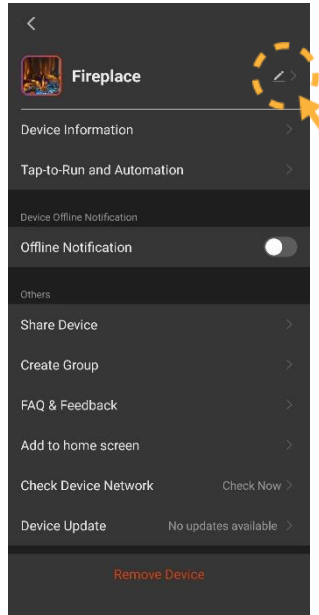 Fireplace
Device Information
Tap-to-Run and Automation
Device Offline Notification
Offline Notification
Others
Share Device
Create Group
FAQ & Feedback
Add to home screen
Check Device Network Check Now
Device Update No updates available
Remove Device